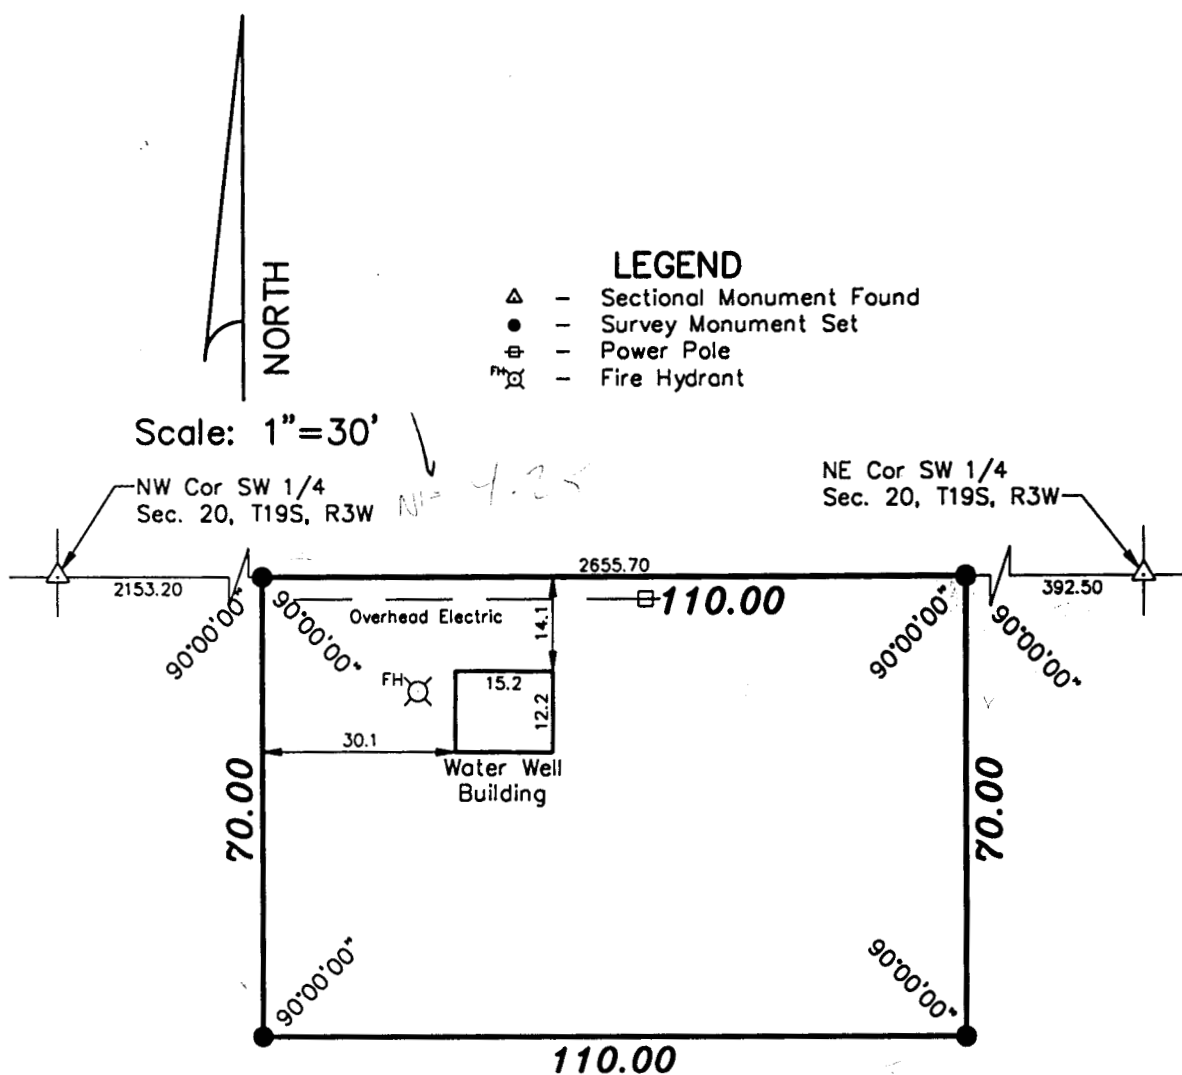 NORTH
LEGEND
△ – Sectional Monument Found
● – Survey Monument Set
– Power Pole
FH – Fire Hydrant
Scale: 1"=30'
4.25
NW Cor SW 1/4
Sec. 20, T19S, R3W
NE Cor SW 1/4
Sec. 20, T19S, R3W
2153.20
2655.70
392.50
90°00'00"
90°00'00"
Overhead Electric
110.00
90°00'00"
90°00'00"
14.1
FH
15.2
12.2
30.1
Water Well
Building
70.00
70.00
90°00'00"
90°00'00"
110.00